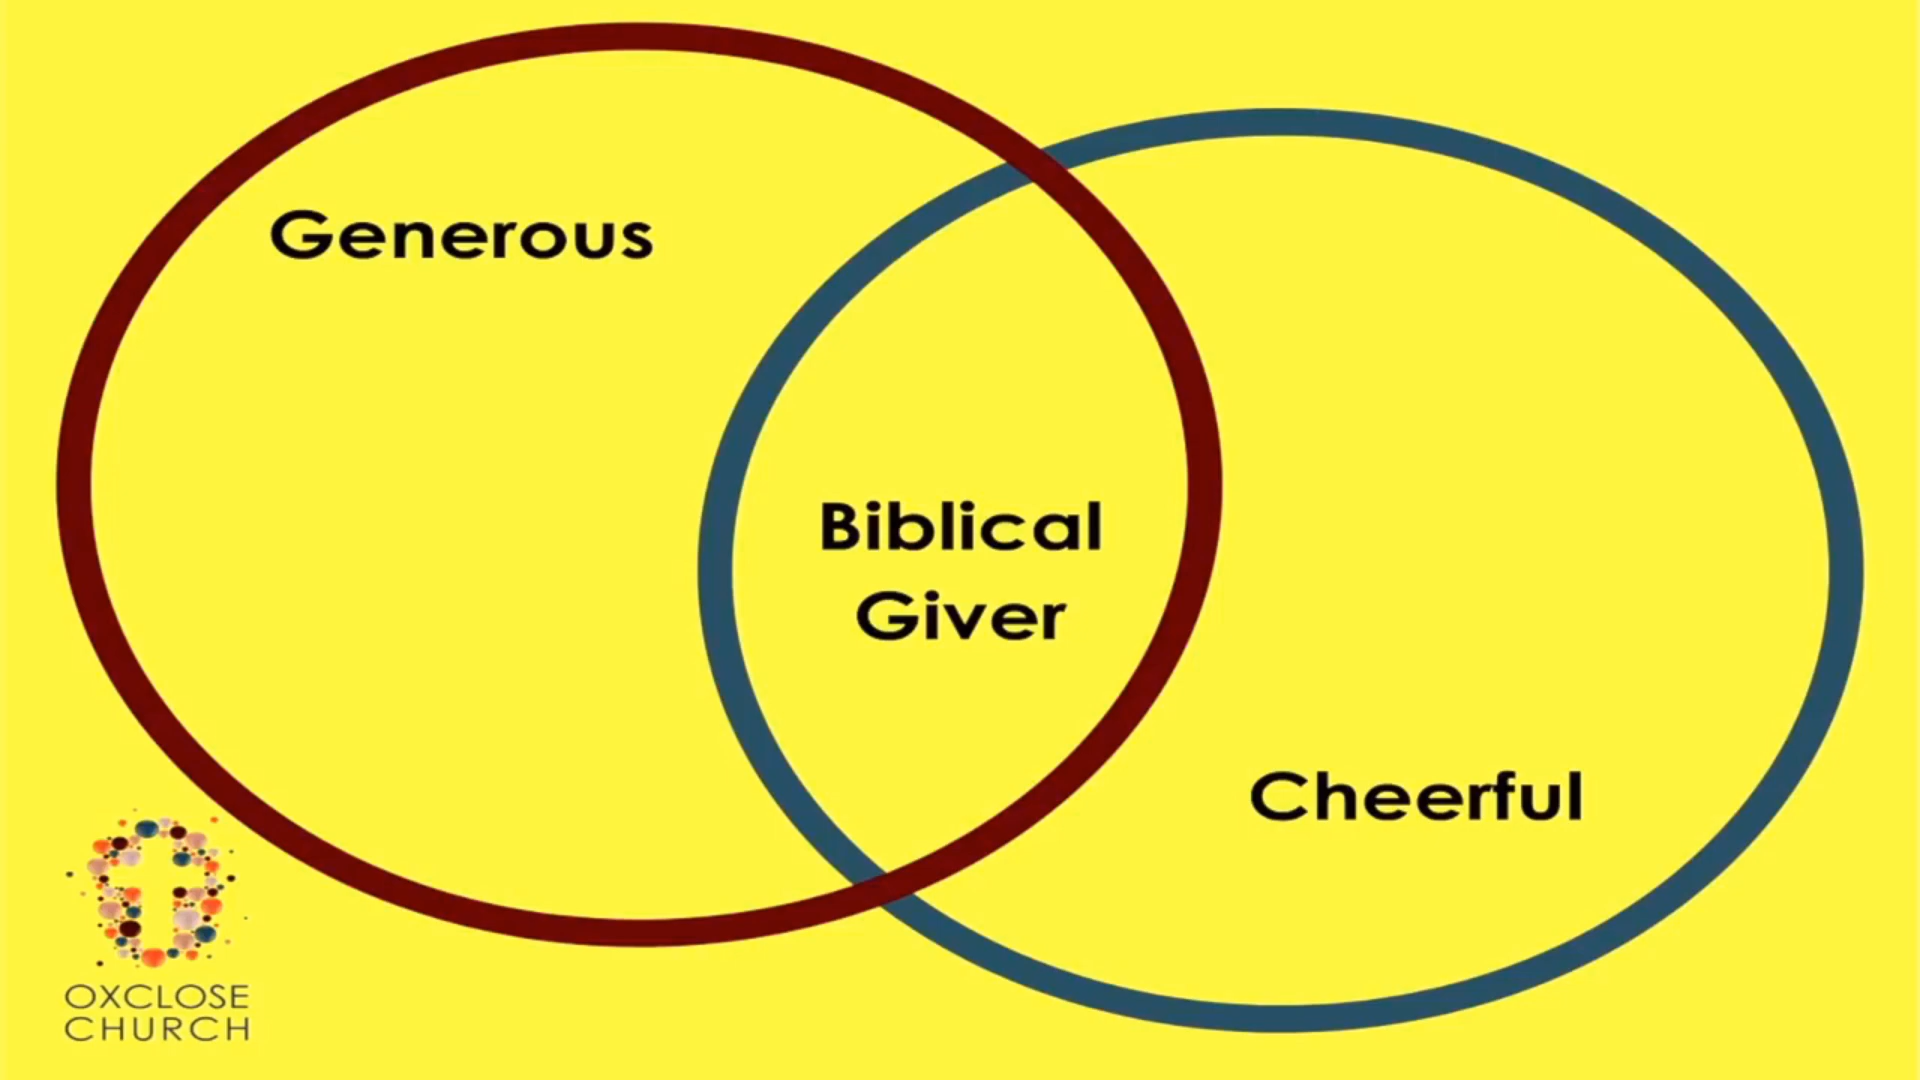 Generous
Biblical
Giver
Cheerful
OXCLOSE
CHURCH